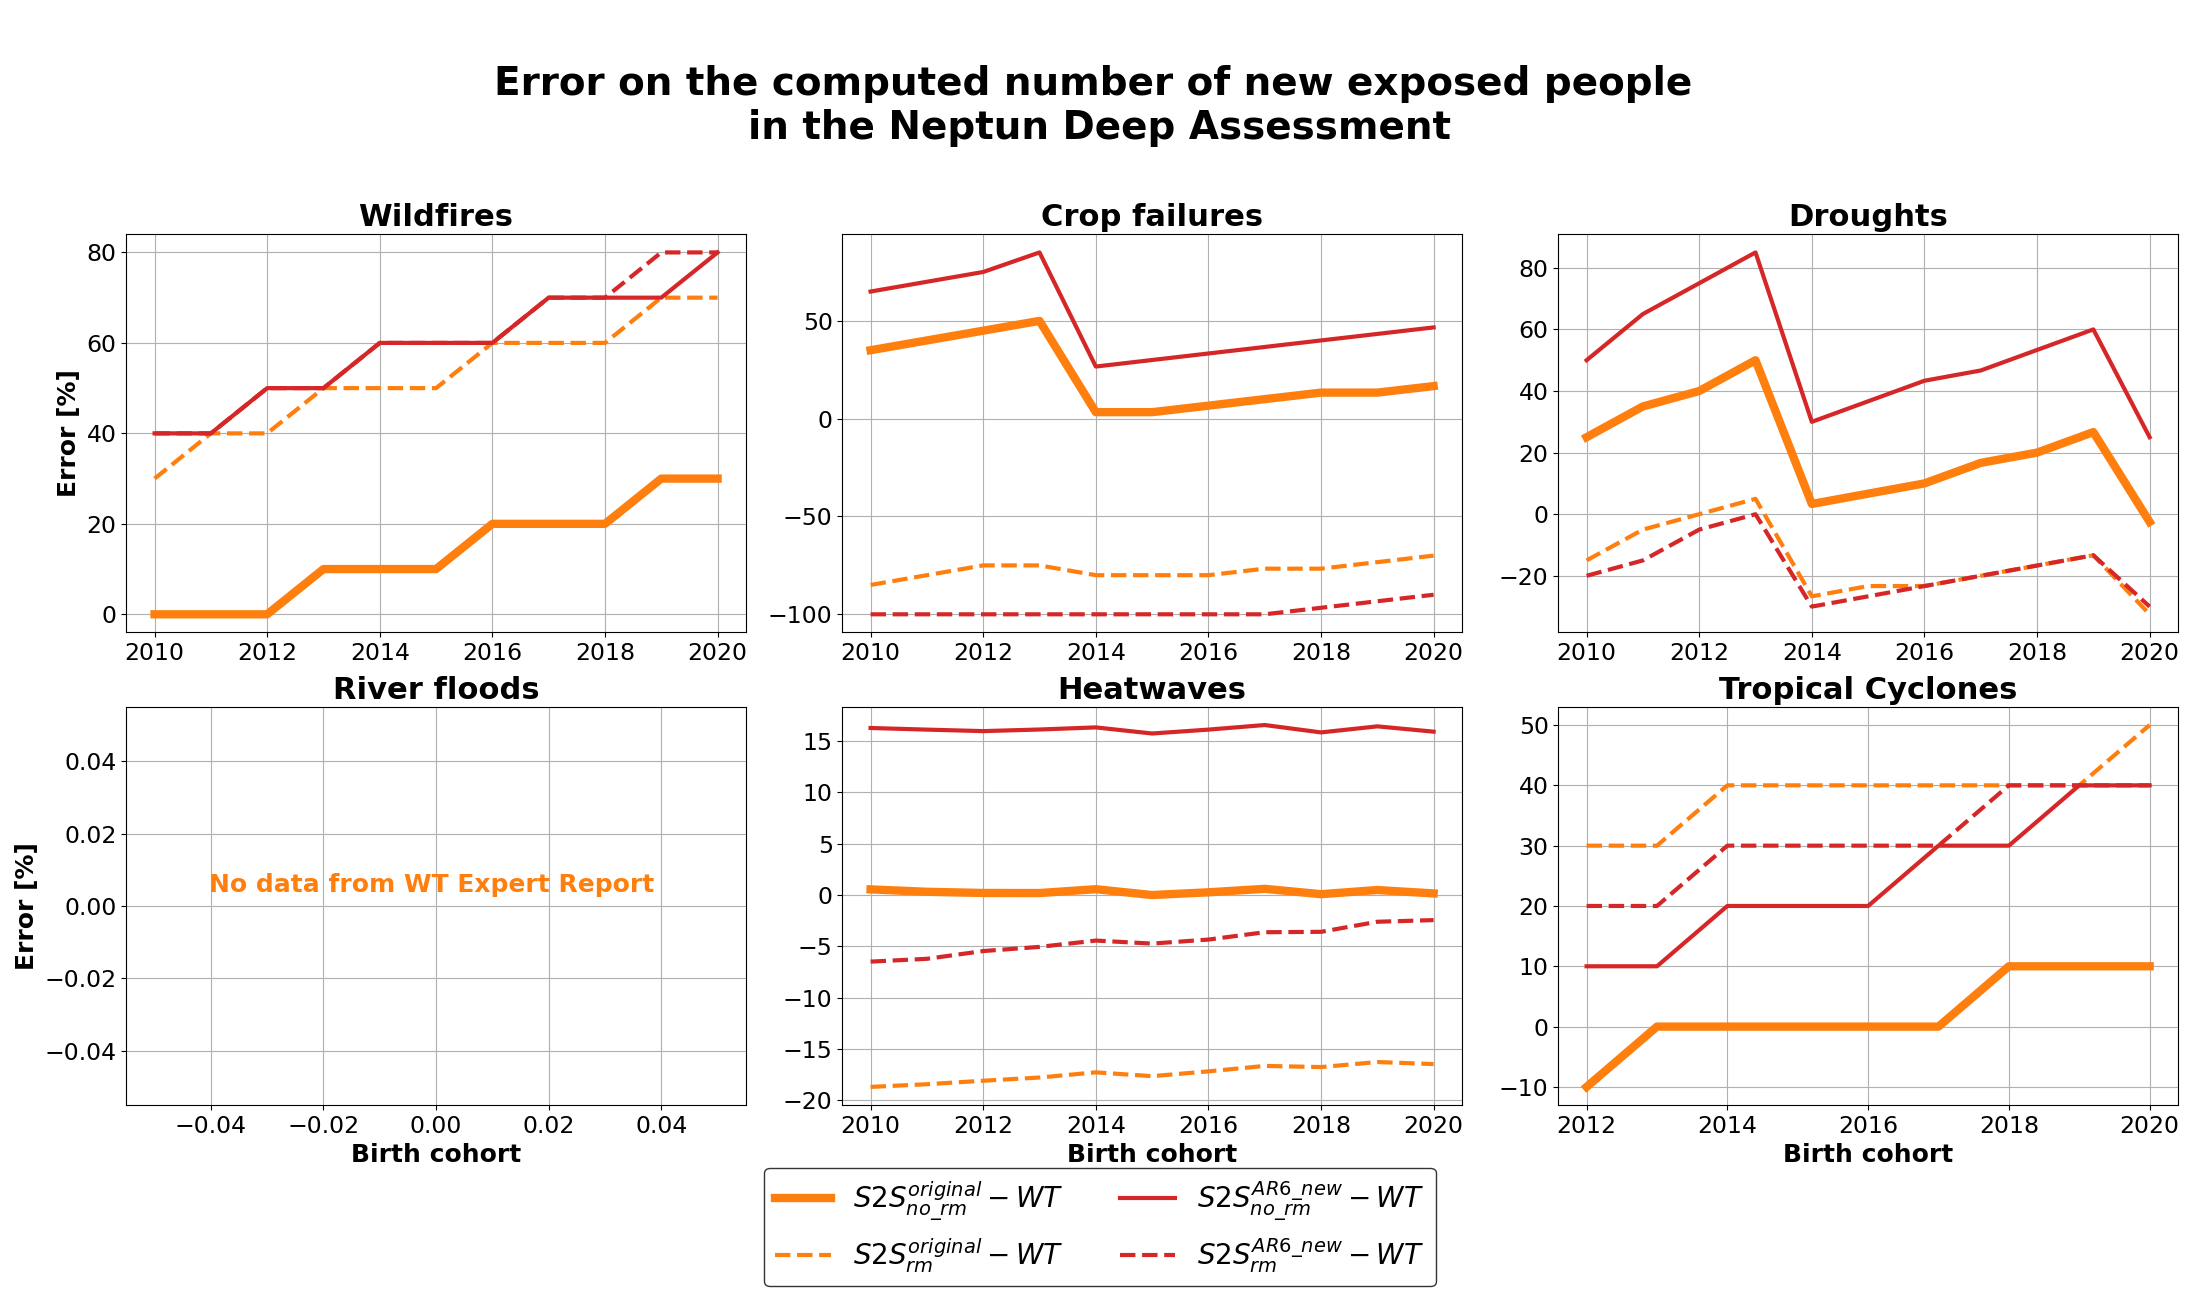 Error on the computed number of new exposed people
in the Neptun Deep Assessment
Wildfires
Error [%]
80
60
40
20
0
2010 2012 2014 2016 2018 2020
Crop failures
50
0
−50
−100
2010 2012 2014 2016 2018 2020
Droughts
80
60
40
20
0
−20
2010 2012 2014 2016 2018 2020
River floods
Error [%]
0.04
0.02
0.00
−0.02
−0.04
No data from WT Expert Report
−0.04 −0.02 0.00 0.02 0.04
Birth cohort
Heatwaves
15
10
5
0
−5
−10
−15
−20
2010 2012 2014 2016 2018 2020
Birth cohort
Tropical Cyclones
50
40
30
20
10
0
−10
2012 2014 2016 2018 2020
Birth cohort
S2S^{original}_{no_rm} − WT
S2S^{original}_{rm} − WT
S2S^{AR6_new}_{no_rm} − WT
S2S^{AR6_new}_{rm} − WT